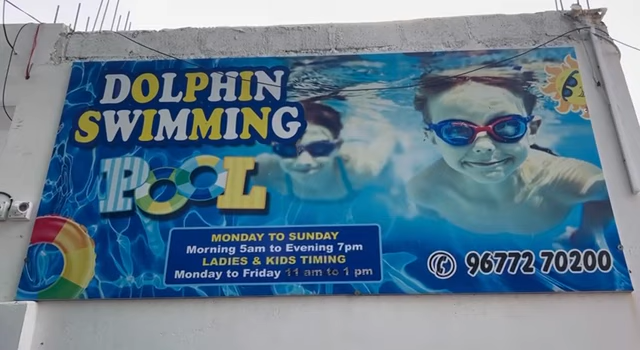 DOLPHiN
SWIMMING
POOL
MONDAY TO SUNDAY
Morning 5am to Evening 7pm
LADIES & KIDS TIMING
Monday to Friday 11 am to 1 pm
96772 70200